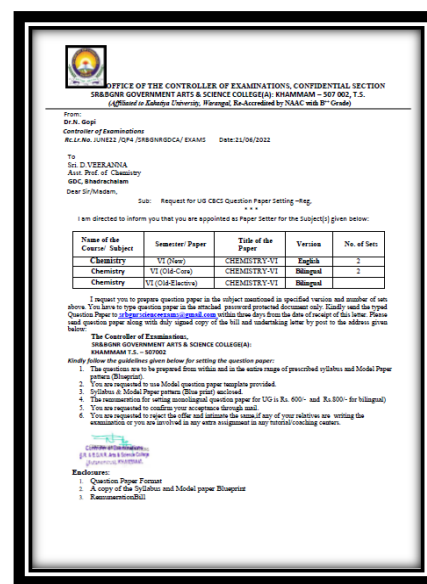 OFFICE OF THE CONTROLLER OF EXAMINATIONS, CONFIDENTIAL SECTION
SR&BGNR GOVERNMENT ARTS & SCIENCE COLLEGE(A): KHAMMAM – 507 002, T.S.
(Affiliated to Kakatiya University, Warangal, Re-Accredited by NAAC with B⁺⁺ Grade)
From:
Dr.N. Gopi
Controller of Examinations
Rc.Lr.No. JUNE22 /QP4 /SRBGNRGDCA/ EXAMS Date:21/06/2022
To
Sri. D.VEERANNA
Asst. Prof. of Chemistry
GDC, Bhadrachalam
Dear Sir/Madam,
Sub: Request for UG CBCS Question Paper Setting –Reg,
* * *
I am directed to inform you that you are appointed as Paper Setter for the Subject(s) given below:
Name of the Course/ Subject Semester/ Paper Title of the Paper Version No. of Sets
Chemistry VI (New) CHEMISTRY-VI English 2
Chemistry VI (Old-Core) CHEMISTRY-VI Bilingual 2
Chemistry VI (Old-Elective) CHEMISTRY-VI Bilingual
I request you to prepare question paper in the subject mentioned in specified version and number of sets
above. You have to type question paper in the attached password protected document only. Kindly send the typed
Question Paper to srbgnrscienceexams@gmail.com within three days from the date of receipt of this letter. Please
send question paper along with duly signed copy of the bill and undertaking letter by post to the address given
below:
The Controller of Examinations,
SR&BGNR GOVERNMENT ARTS & SCIENCE COLLEGE(A):
KHAMMAM T.S. – 507002
Kindly follow the guidelines given below for setting the question paper:
1. The questions are to be prepared from within and in the entire range of prescribed syllabus and Model Paper
pattern (Blueprint).
2. You are requested to use Model question paper template provided.
3. Syllabus & Model Paper pattern (Blue print) enclosed.
4. The remuneration for setting monolingual question paper for UG is Rs. 600/- and Rs.800/- for bilingual)
5. You are requested to confirm your acceptance through mail.
6. You are requested to reject the offer and intimate the same,if any of your relatives are writing the
examination or you are involved in any extra assignment in any tutorial/coaching centers.
Controller of Examinations
Arts & Science College
Enclosures:
1. Question Paper Format
2. A copy of the Syllabus and Model paper Blueprint
3. RemunerationBill